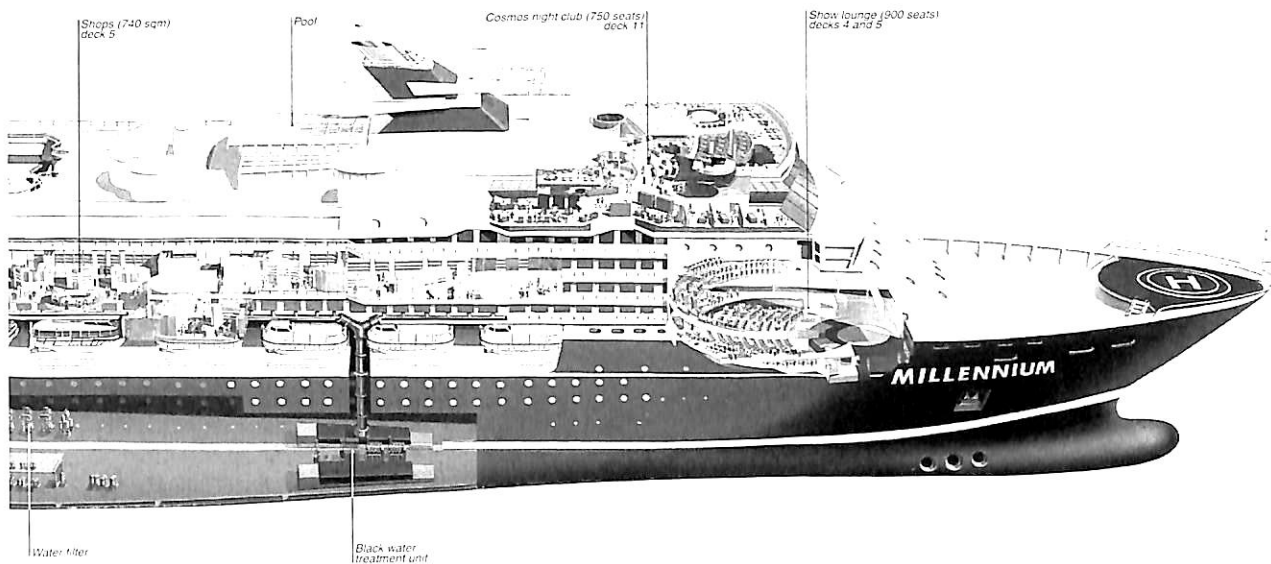 Shops (740 sqm)
deck 5
Pool
Cosmos night club (750 seats)
deck 11
Show lounge (900 seats)
decks 4 and 5
H
MILLENNIUM
Water filter
Black water
treatment unit